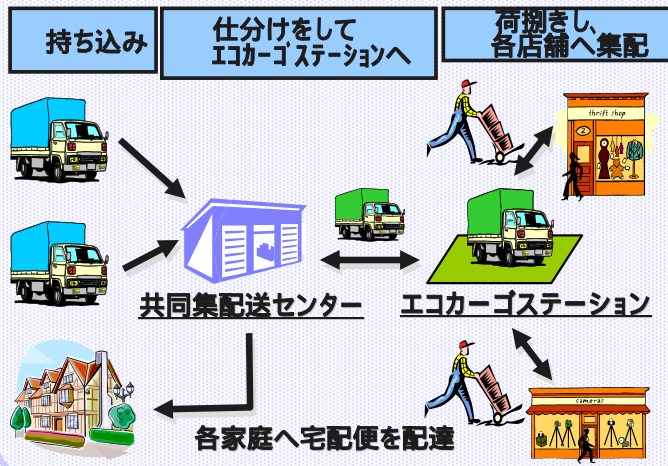 持ち込み
仕分けをして
エコカーゴステーションへ
荷捌きし、
各店舗へ集配
thrift shop
2
共同集配送センター
エコカーゴステーション
cameras
各家庭へ宅配便を配達